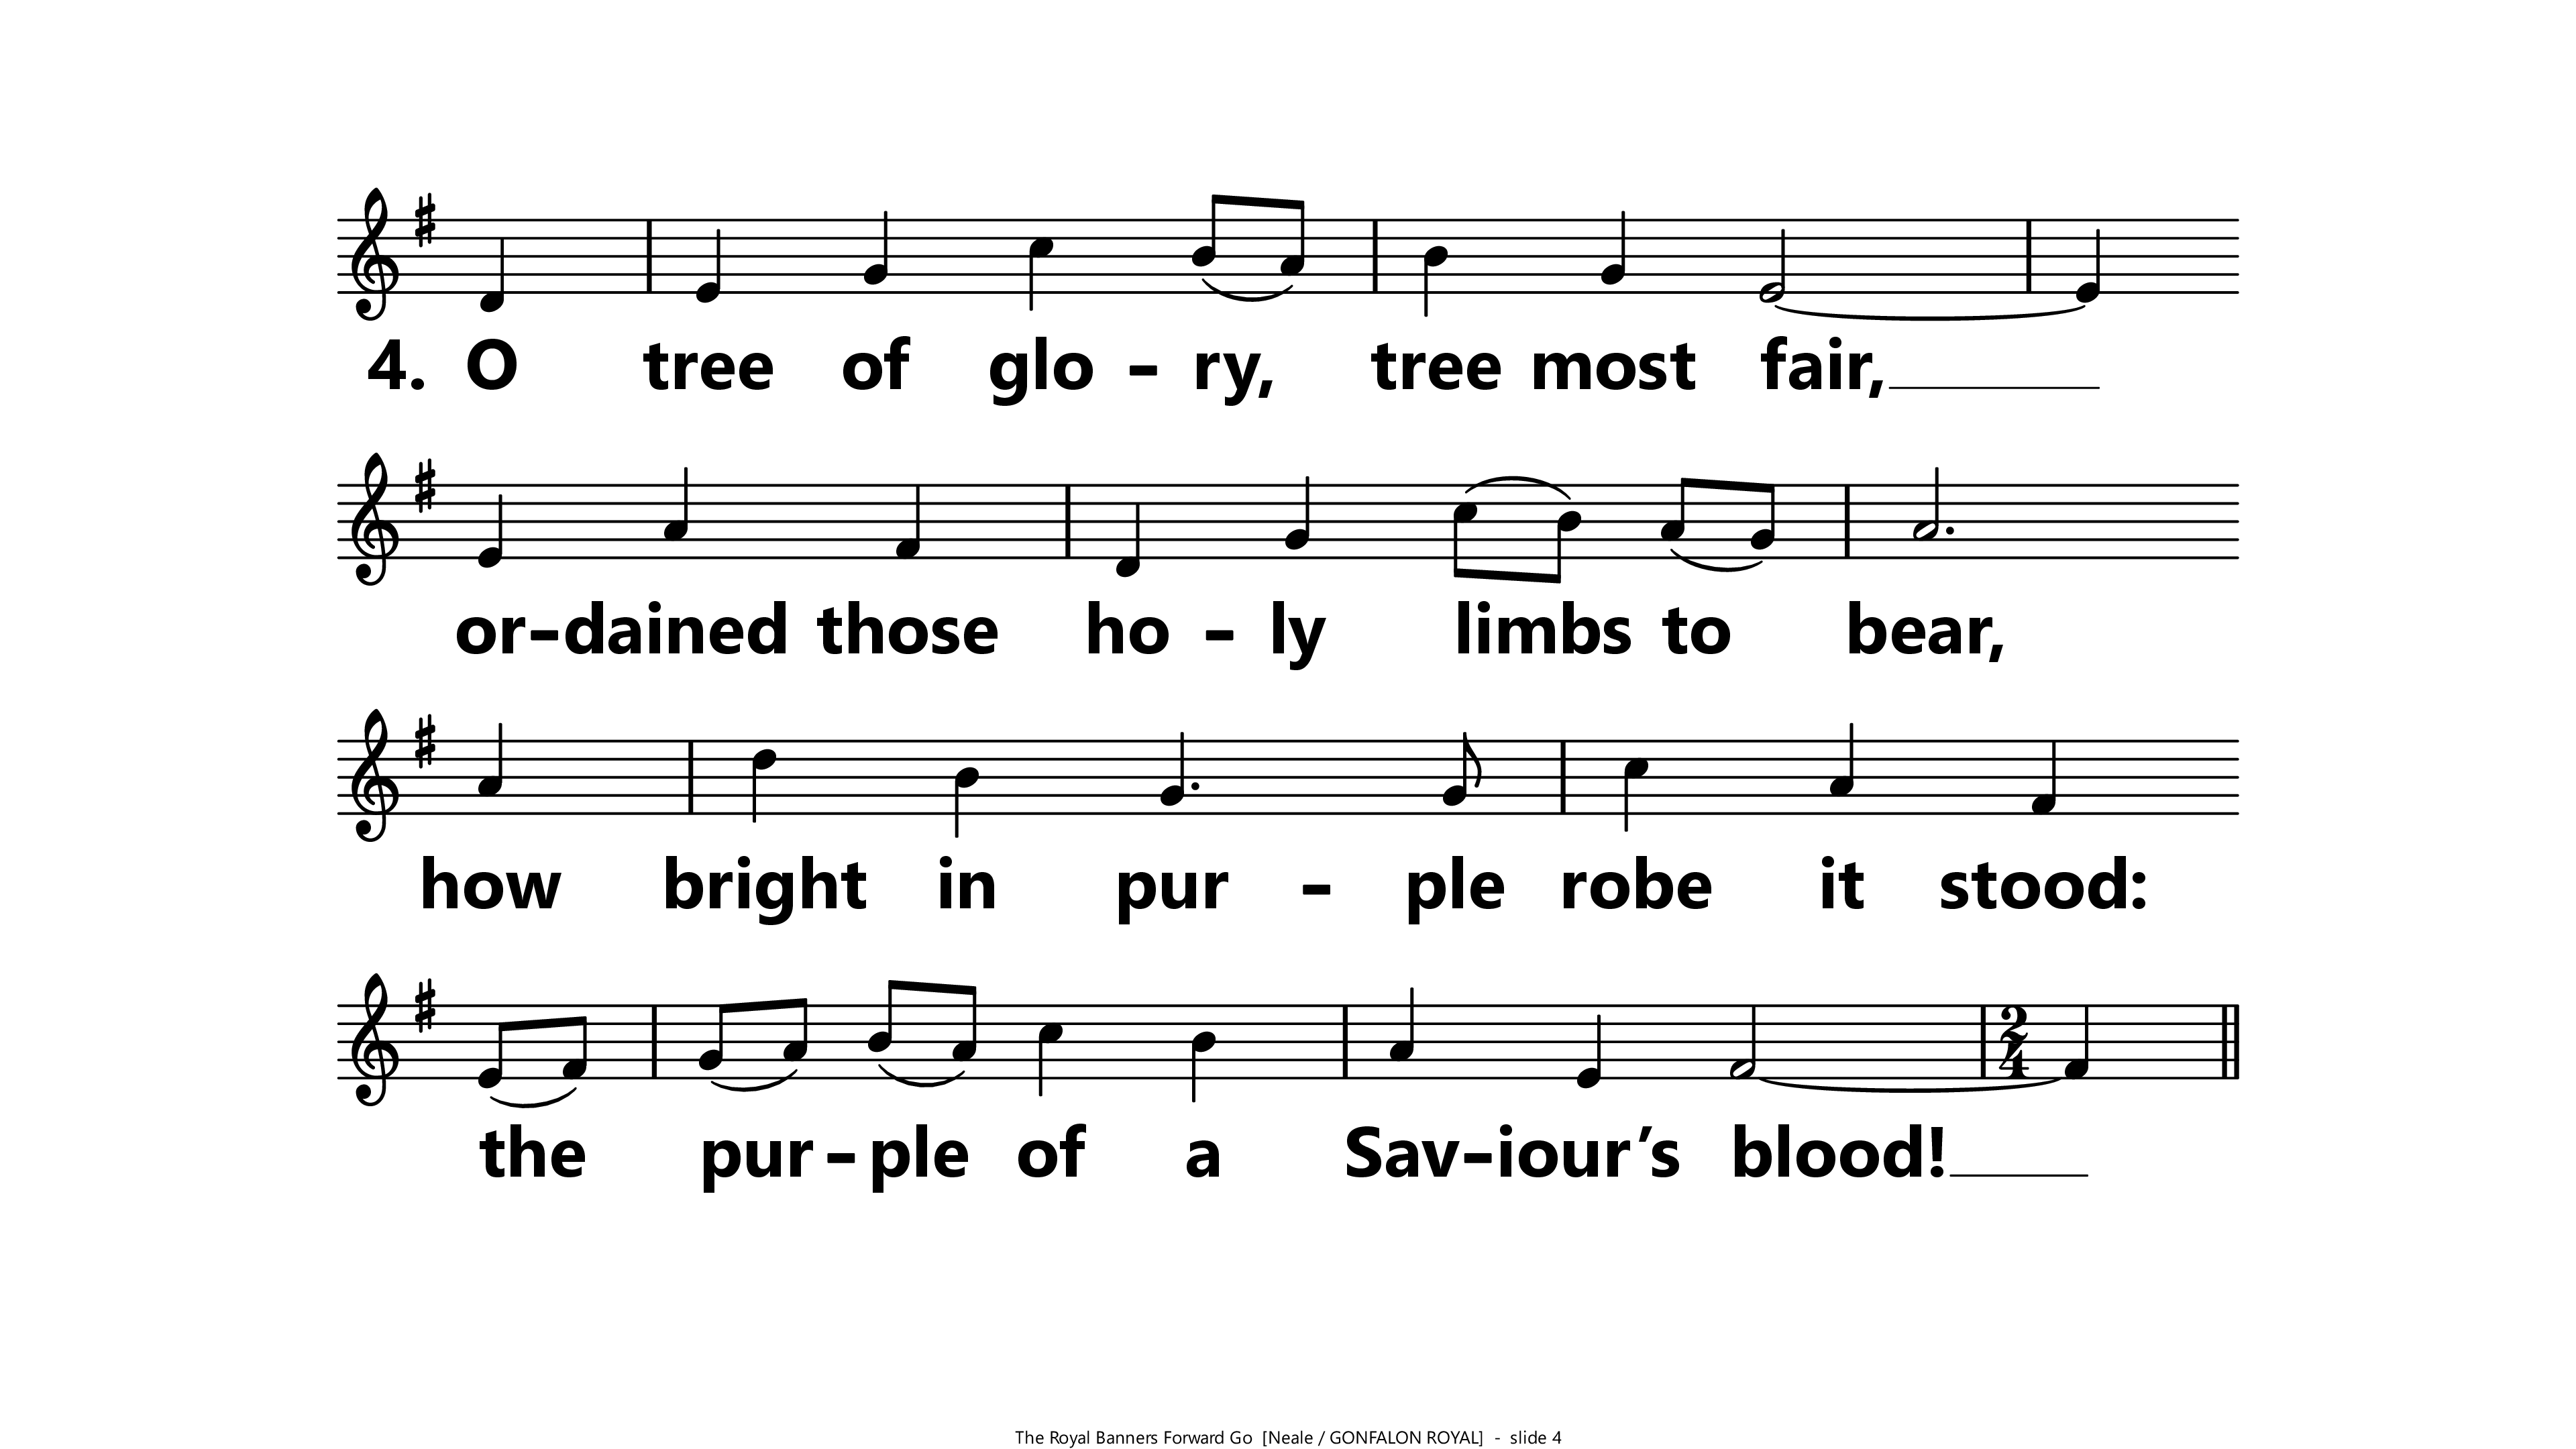 4. O tree of glo - ry, tree most fair,
or-dained those ho - ly limbs to bear,
how bright in pur - ple robe it stood:
2
4
the pur-ple of a Sav-iour’s blood!
The Royal Banners Forward Go [Neale / GONFALON ROYAL] - slide 4